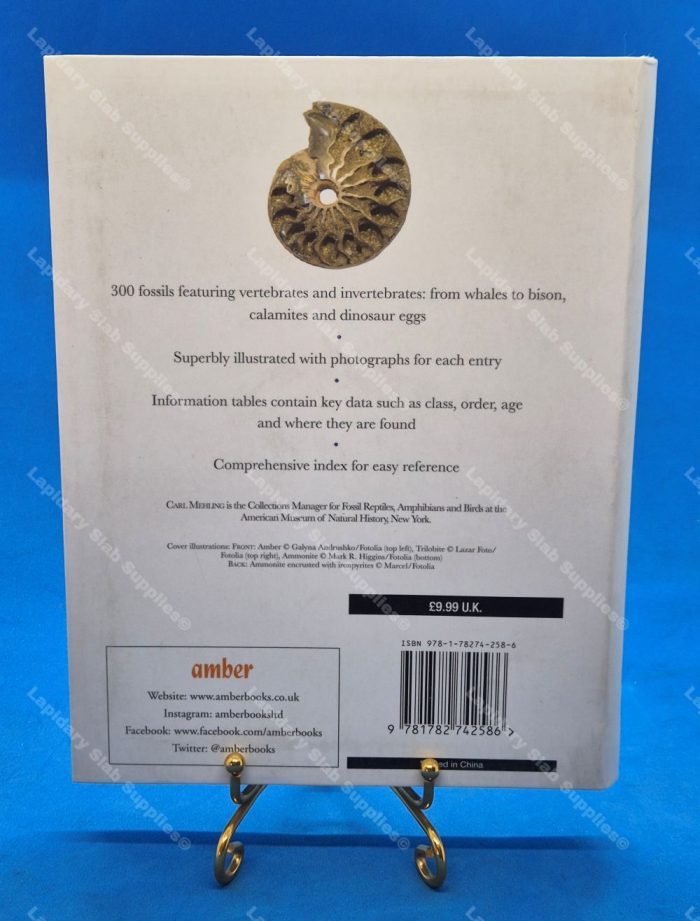 300 fossils featuring vertebrates and invertebrates: from whales to bison,
calamites and dinosaur eggs
•
Superbly illustrated with photographs for each entry
•
Information tables contain key data such as class, order, age
and where they are found
•
Comprehensive index for easy reference
CARL MEHLING is the Collections Manager for Fossil Reptiles, Amphibians and Birds at the
American Museum of Natural History, New York.
Cover illustrations: FRONT: Amber © Galyna Andrushko/Fotolia (top left), Trilobite © Lazar Foto/
Fotolia (top right), Ammonite © Mark R. Higgins/Fotolia (bottom)
BACK: Ammonite encrusted with ironpyrites © Marcel/Fotolia
£9.99 U.K.
ISBN 978-1-78274-258-6
9 781782 742586 >
amber
Website: www.amberbooks.co.uk
Instagram: amberbooksltd
Facebook: www.facebook.com/amberbooks
Twitter: @amberbooks
in China
Lapidary Slab Supplies©